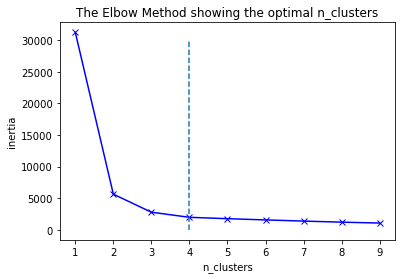 The Elbow Method showing the optimal n_clusters
30000
25000
20000
15000
10000
5000
0
inertia
1 2 3 4 5 6 7 8 9
n_clusters